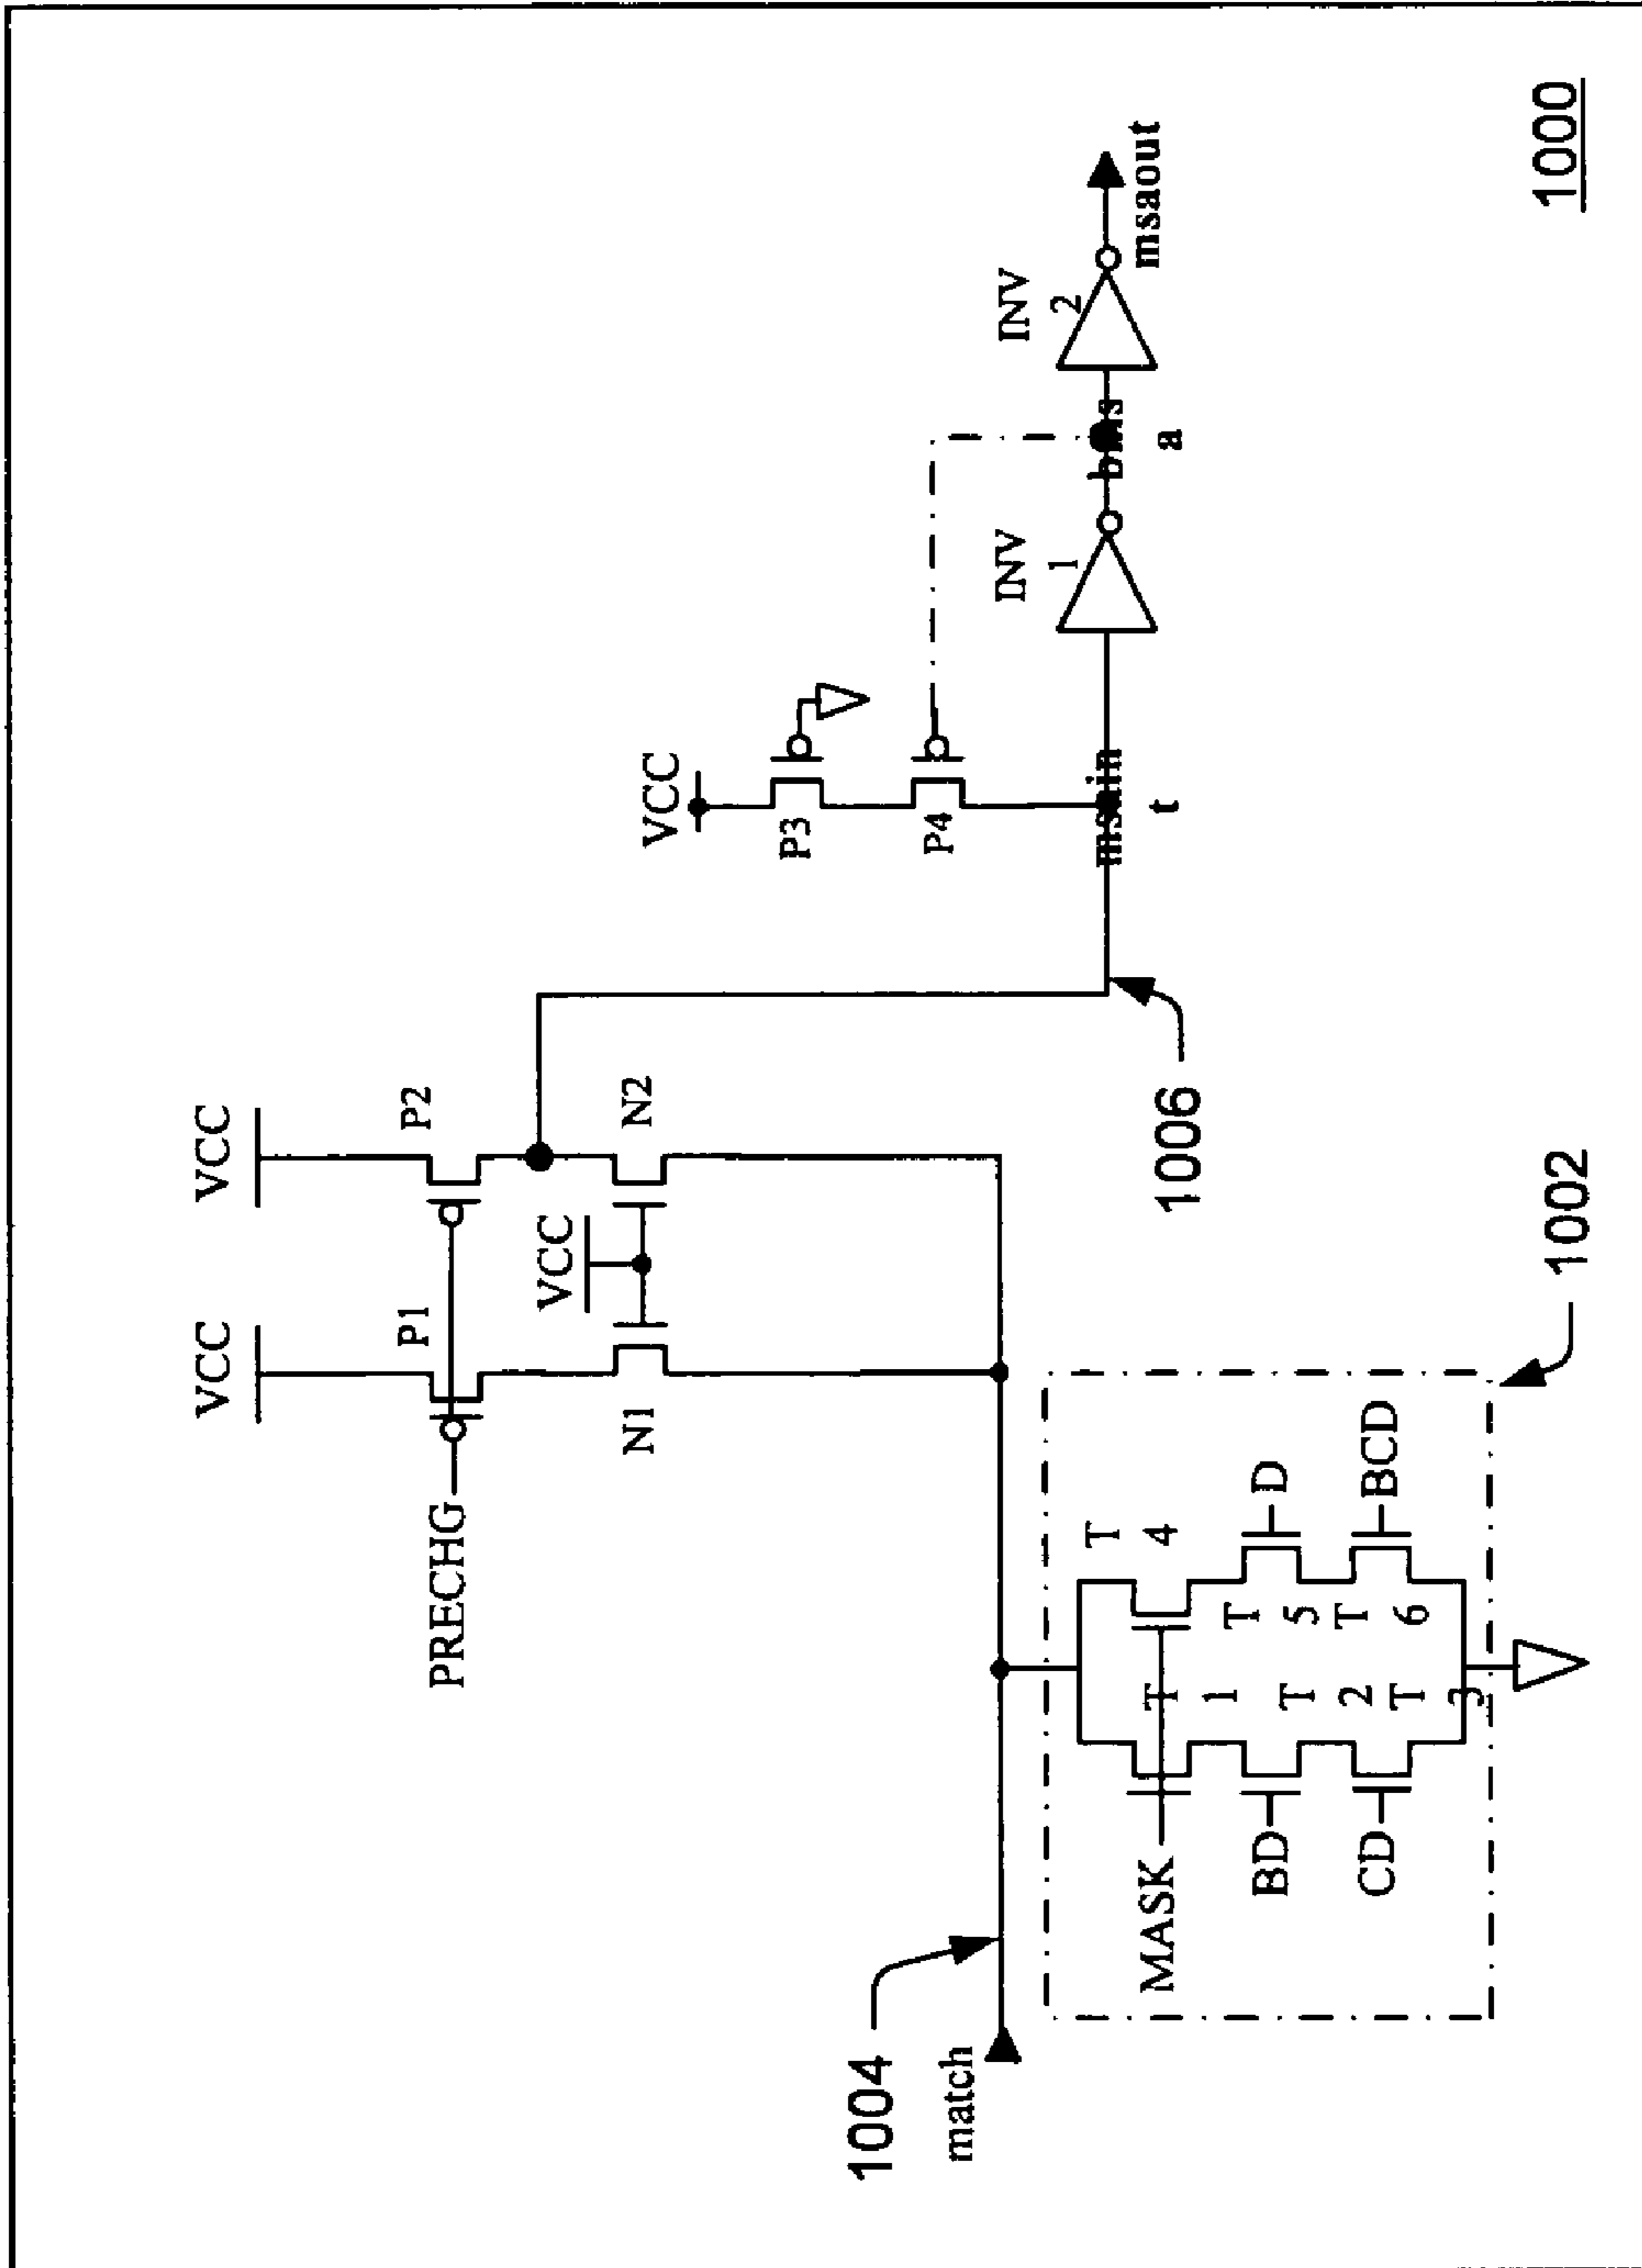 VCC
VCC
PRECHG
P1
P2
VCC
N1
N2
VCC
P3
P4
INV
1
INV
2
msain
t
a
msaout
1004
match
1006
MASK
BD
CD
T
1
T
2
T
3
T
4
T
5
T
6
D
BCD
1002
1000